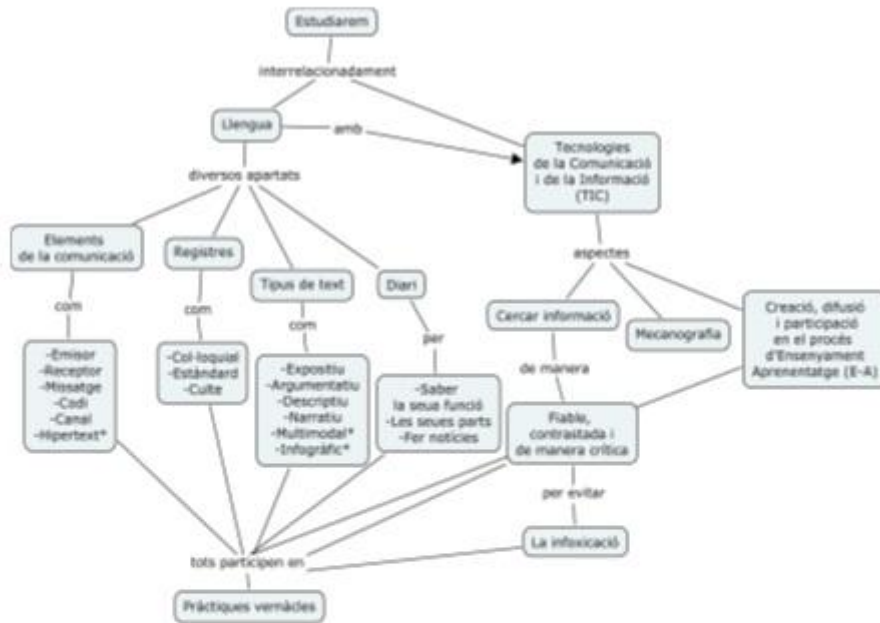 Estudiarem
interrelacionadament
Llengua
amb
Tecnologies
de la Comunicació
i de la Informació
(TIC)
diversos apartats
aspectes
Elements
de la comunicació
Registres
Tipus de text
Diari
Cercar informació
Mecanografia
Creació, difusió
i participació
en el procés
d'Ensenyament
Aprenentatge (E-A)
com
com
com
per
de manera
-Emisor
-Receptor
-Missatge
-Codi
-Canal
-Hipertext*
-Col·loquial
-Estàndard
-Culte
-Expositiu
-Argumentatiu
-Descriptiu
-Narratiu
-Multimodal*
-Infogràfic*
-Saber
la seua funció
-Les seues parts
-Fer notícies
Fiable,
contrastada i
de manera crítica
per evitar
La infoxicació
tots participen en
Pràctiques vernàcles